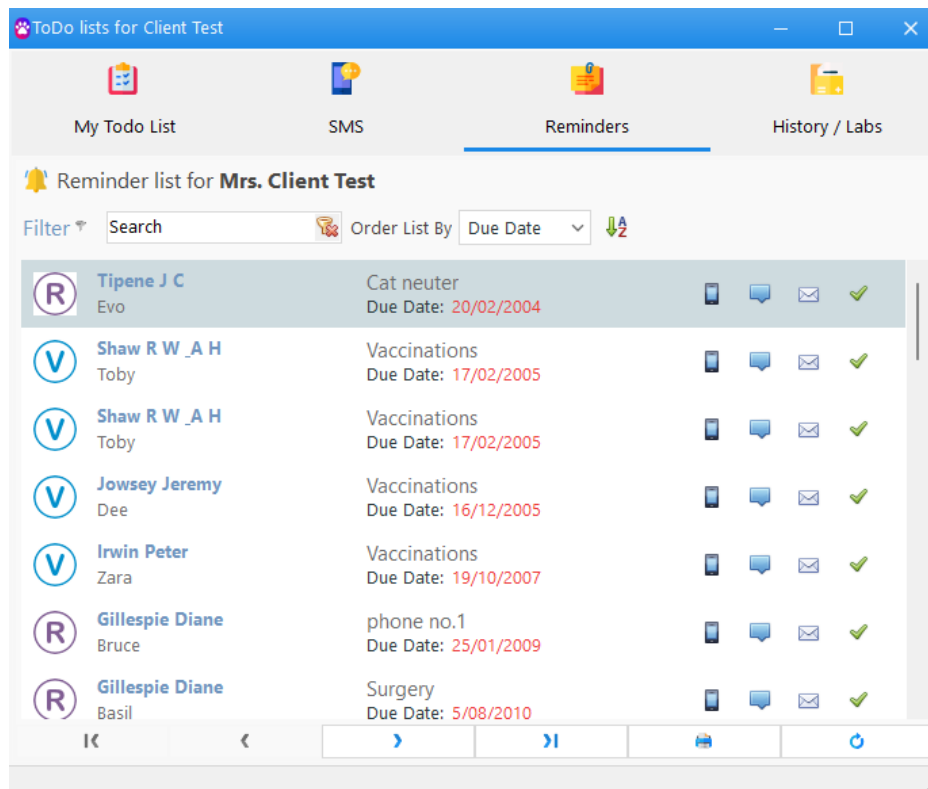 ToDo lists for Client Test
My Todo List
SMS
Reminders
History / Labs
Reminder list for Mrs. Client Test
Filter Search Order List By Due Date AZ
R Tipene J C Cat neuter
Evo Due Date: 20/02/2004
V Shaw R W _A H Vaccinations
Toby Due Date: 17/02/2005
V Shaw R W _A H Vaccinations
Toby Due Date: 17/02/2005
V Jowsey Jeremy Vaccinations
Dee Due Date: 16/12/2005
V Irwin Peter Vaccinations
Zara Due Date: 19/10/2007
R Gillespie Diane phone no.1
Bruce Due Date: 25/01/2009
R Gillespie Diane Surgery
Basil Due Date: 5/08/2010